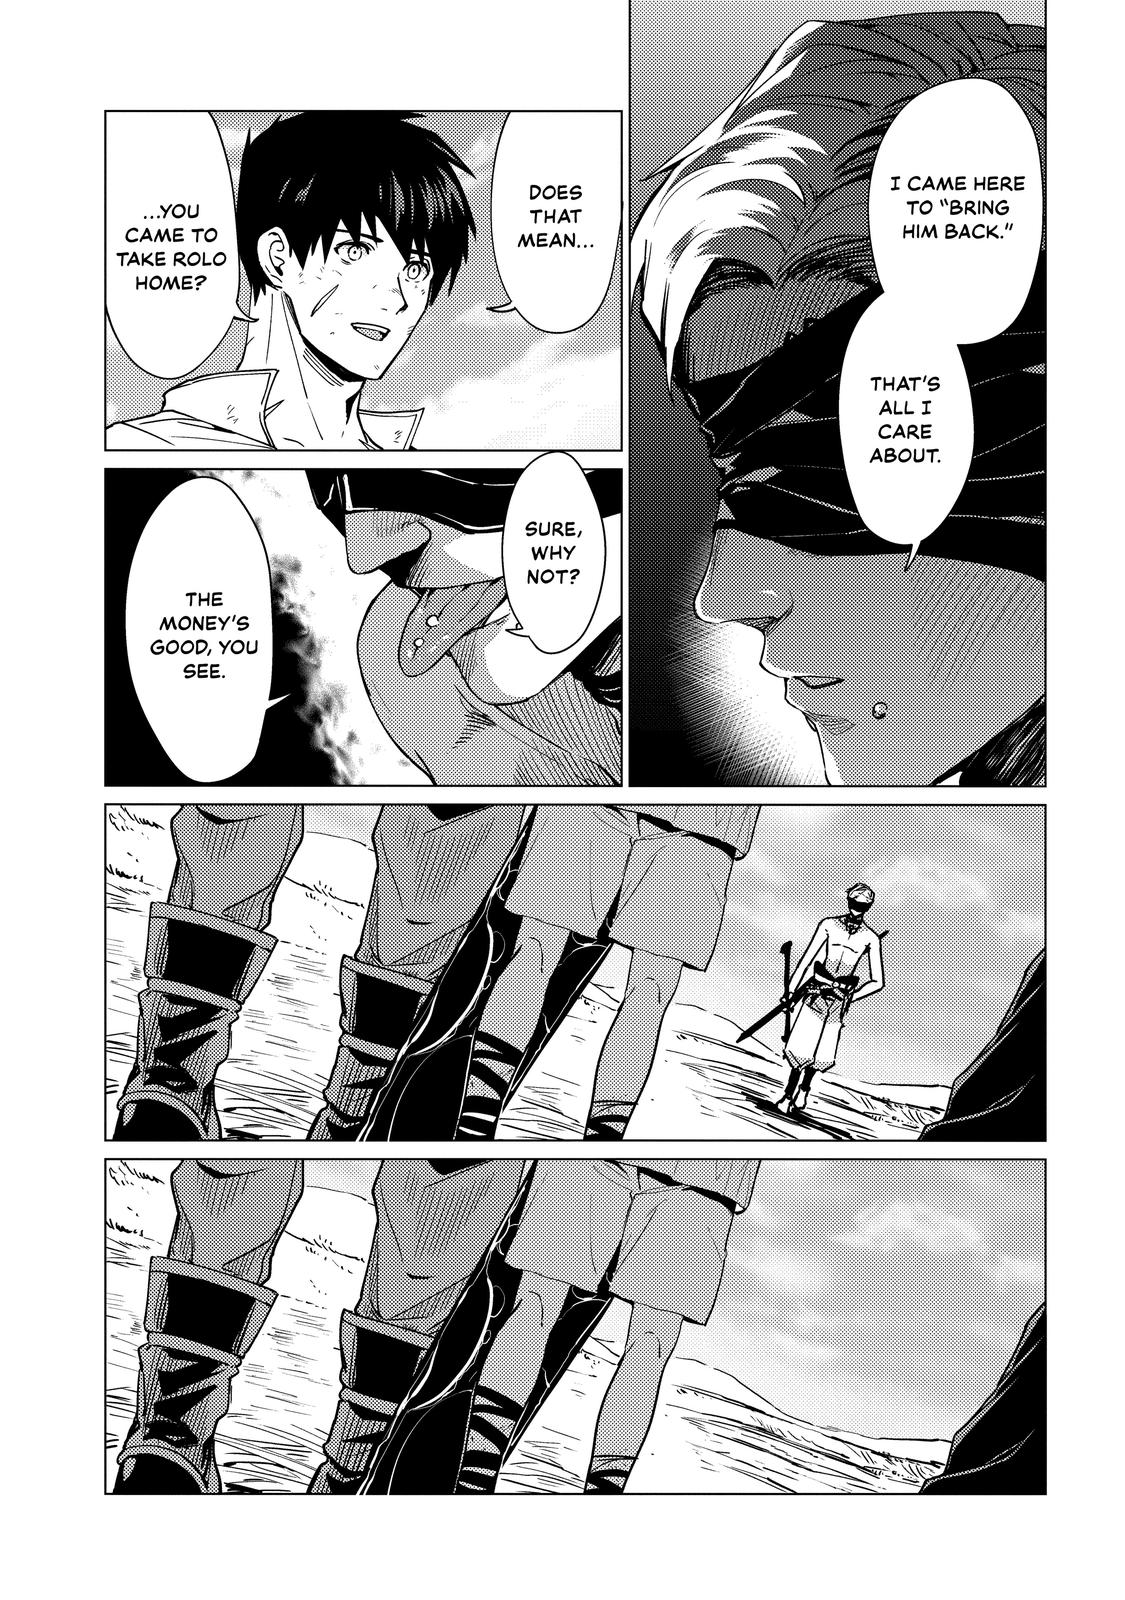 I CAME HERE
TO “BRING
HIM BACK.”
THAT’S
ALL I
CARE
ABOUT.
DOES
THAT
MEAN...
...YOU
CAME TO
TAKE ROLO
HOME?
SURE,
WHY
NOT?
THE
MONEY’S
GOOD, YOU
SEE.